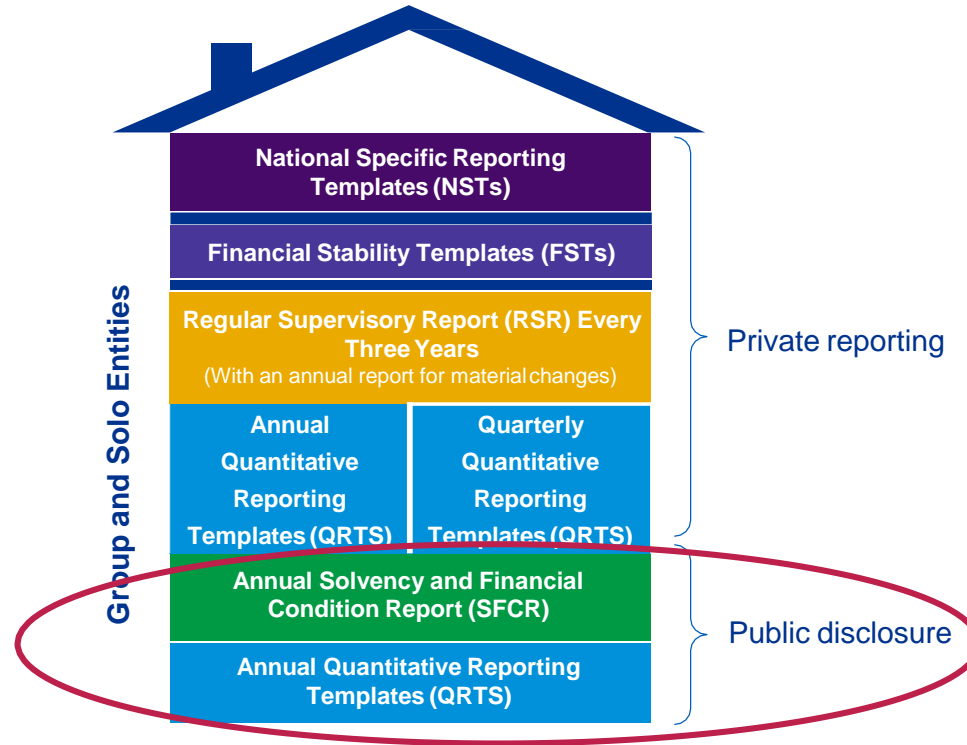 National Specific Reporting
Templates (NSTs)
Financial Stability Templates (FSTs)
Regular Supervisory Report (RSR) Every
Three Years
(With an annual report for material changes)
Annual
Quantitative
Reporting
Templates (QRTS)
Quarterly
Quantitative
Reporting
Templates (QRTS)
Annual Solvency and Financial
Condition Report (SFCR)
Annual Quantitative Reporting
Templates (QRTS)
Group and Solo Entities
Private reporting
Public disclosure